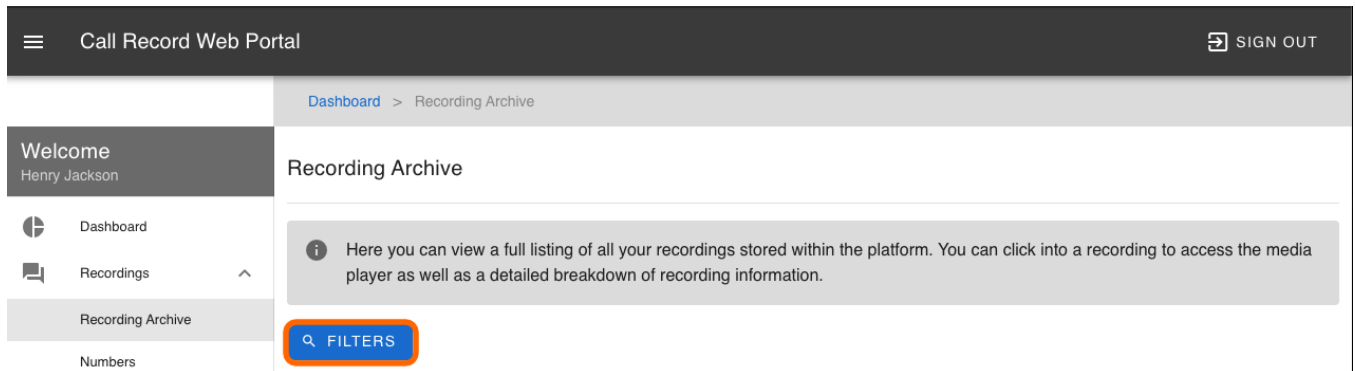 Call Record Web Portal
SIGN OUT
Dashboard > Recording Archive
Welcome
Henry Jackson
Dashboard
Recordings
Recording Archive
Numbers
Recording Archive
Here you can view a full listing of all your recordings stored within the platform. You can click into a recording to access the media
player as well as a detailed breakdown of recording information.
FILTERS